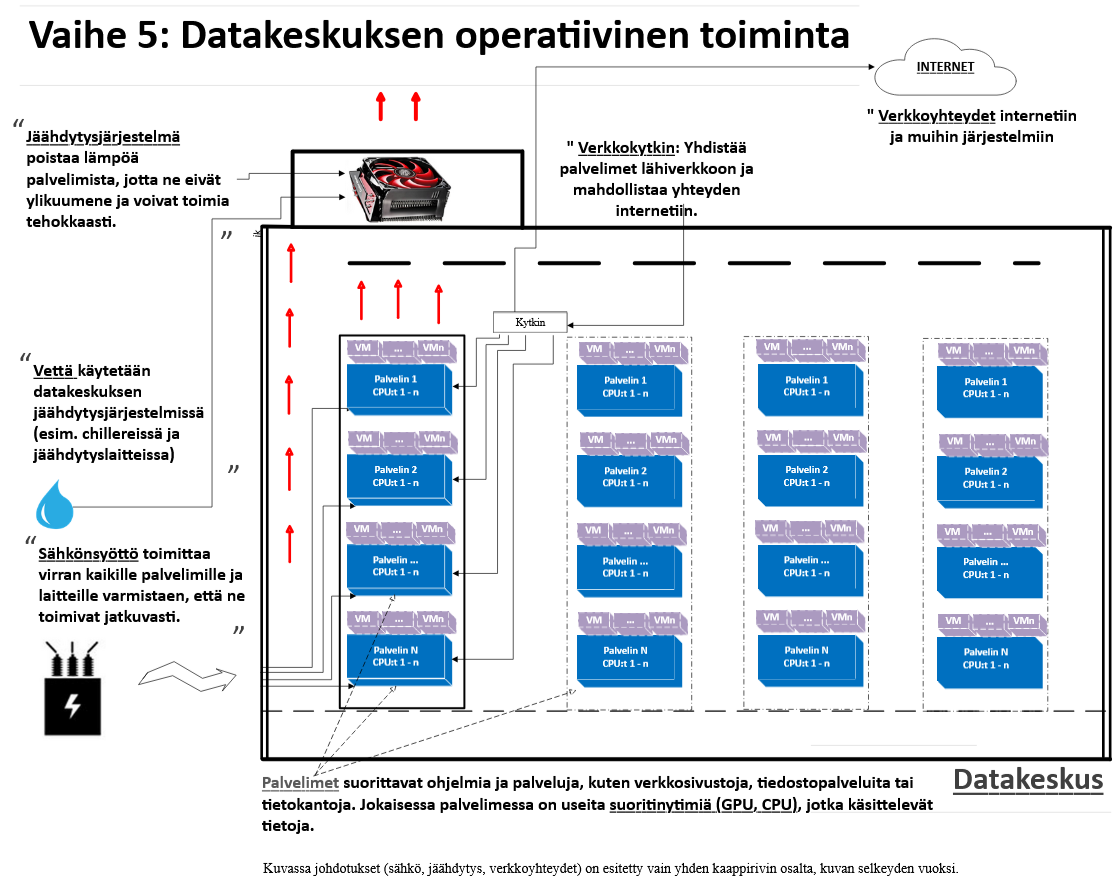 Vaihe 5: Datakeskuksen operatiivinen toiminta
INTERNET
" Verkkoyhteydet internetiin
ja muihin järjestelmiin
“ Jäähdytysjärjestelmä
poistaa lämpöä
palvelimista, jotta ne eivät
ylikuumene ja voivat toimia
tehokkaasti.
”
" Verkkokytkin: Yhdistää
palvelimet lähiverkkoon ja
mahdollistaa yhteyden
internetiin.
“ Vettä käytetään
datakeskuksen
jäähdytysjärjestelmissä
(esim. chillereissä ja
jäähdytyslaitteissa)
”
“ Sähkönsyöttö toimittaa
virran kaikille palvelimille ja
laitteille varmistaen, että ne
toimivat jatkuvasti.
”
Kytkin
VM ... VMn
Palvelin 1
CPU:t 1 - n
VM ... VMn
Palvelin 2
CPU:t 1 - n
VM ... VMn
Palvelin ...
CPU:t 1 - n
VM ... VMn
Palvelin N
CPU:t 1 - n
VM ... VMn
Palvelin 1
CPU:t 1 - n
VM ... VMn
Palvelin 2
CPU:t 1 - n
VM ... VMn
Palvelin ...
CPU:t 1 - n
VM ... VMn
Palvelin N
CPU:t 1 - n
VM ... VMn
Palvelin 1
CPU:t 1 - n
VM ... VMn
Palvelin 2
CPU:t 1 - n
VM ... VMn
Palvelin ...
CPU:t 1 - n
VM ... VMn
Palvelin N
CPU:t 1 - n
VM ... VMn
Palvelin 1
CPU:t 1 - n
VM ... VMn
Palvelin 2
CPU:t 1 - n
VM ... VMn
Palvelin ...
CPU:t 1 - n
VM ... VMn
Palvelin N
CPU:t 1 - n
Datakeskus
Palvelimet suorittavat ohjelmia ja palveluja, kuten verkkosivustoja, tiedostopalveluita tai
tietokantoja. Jokaisessa palvelimessa on useita suoritinytimiä (GPU, CPU), jotka käsittelevät
tietoja.
Kuvassa johdotukset (sähkö, jäähdytys, verkkoyhteydet) on esitetty vain yhden kaappirivin osalta, kuvan selkeyden vuoksi.